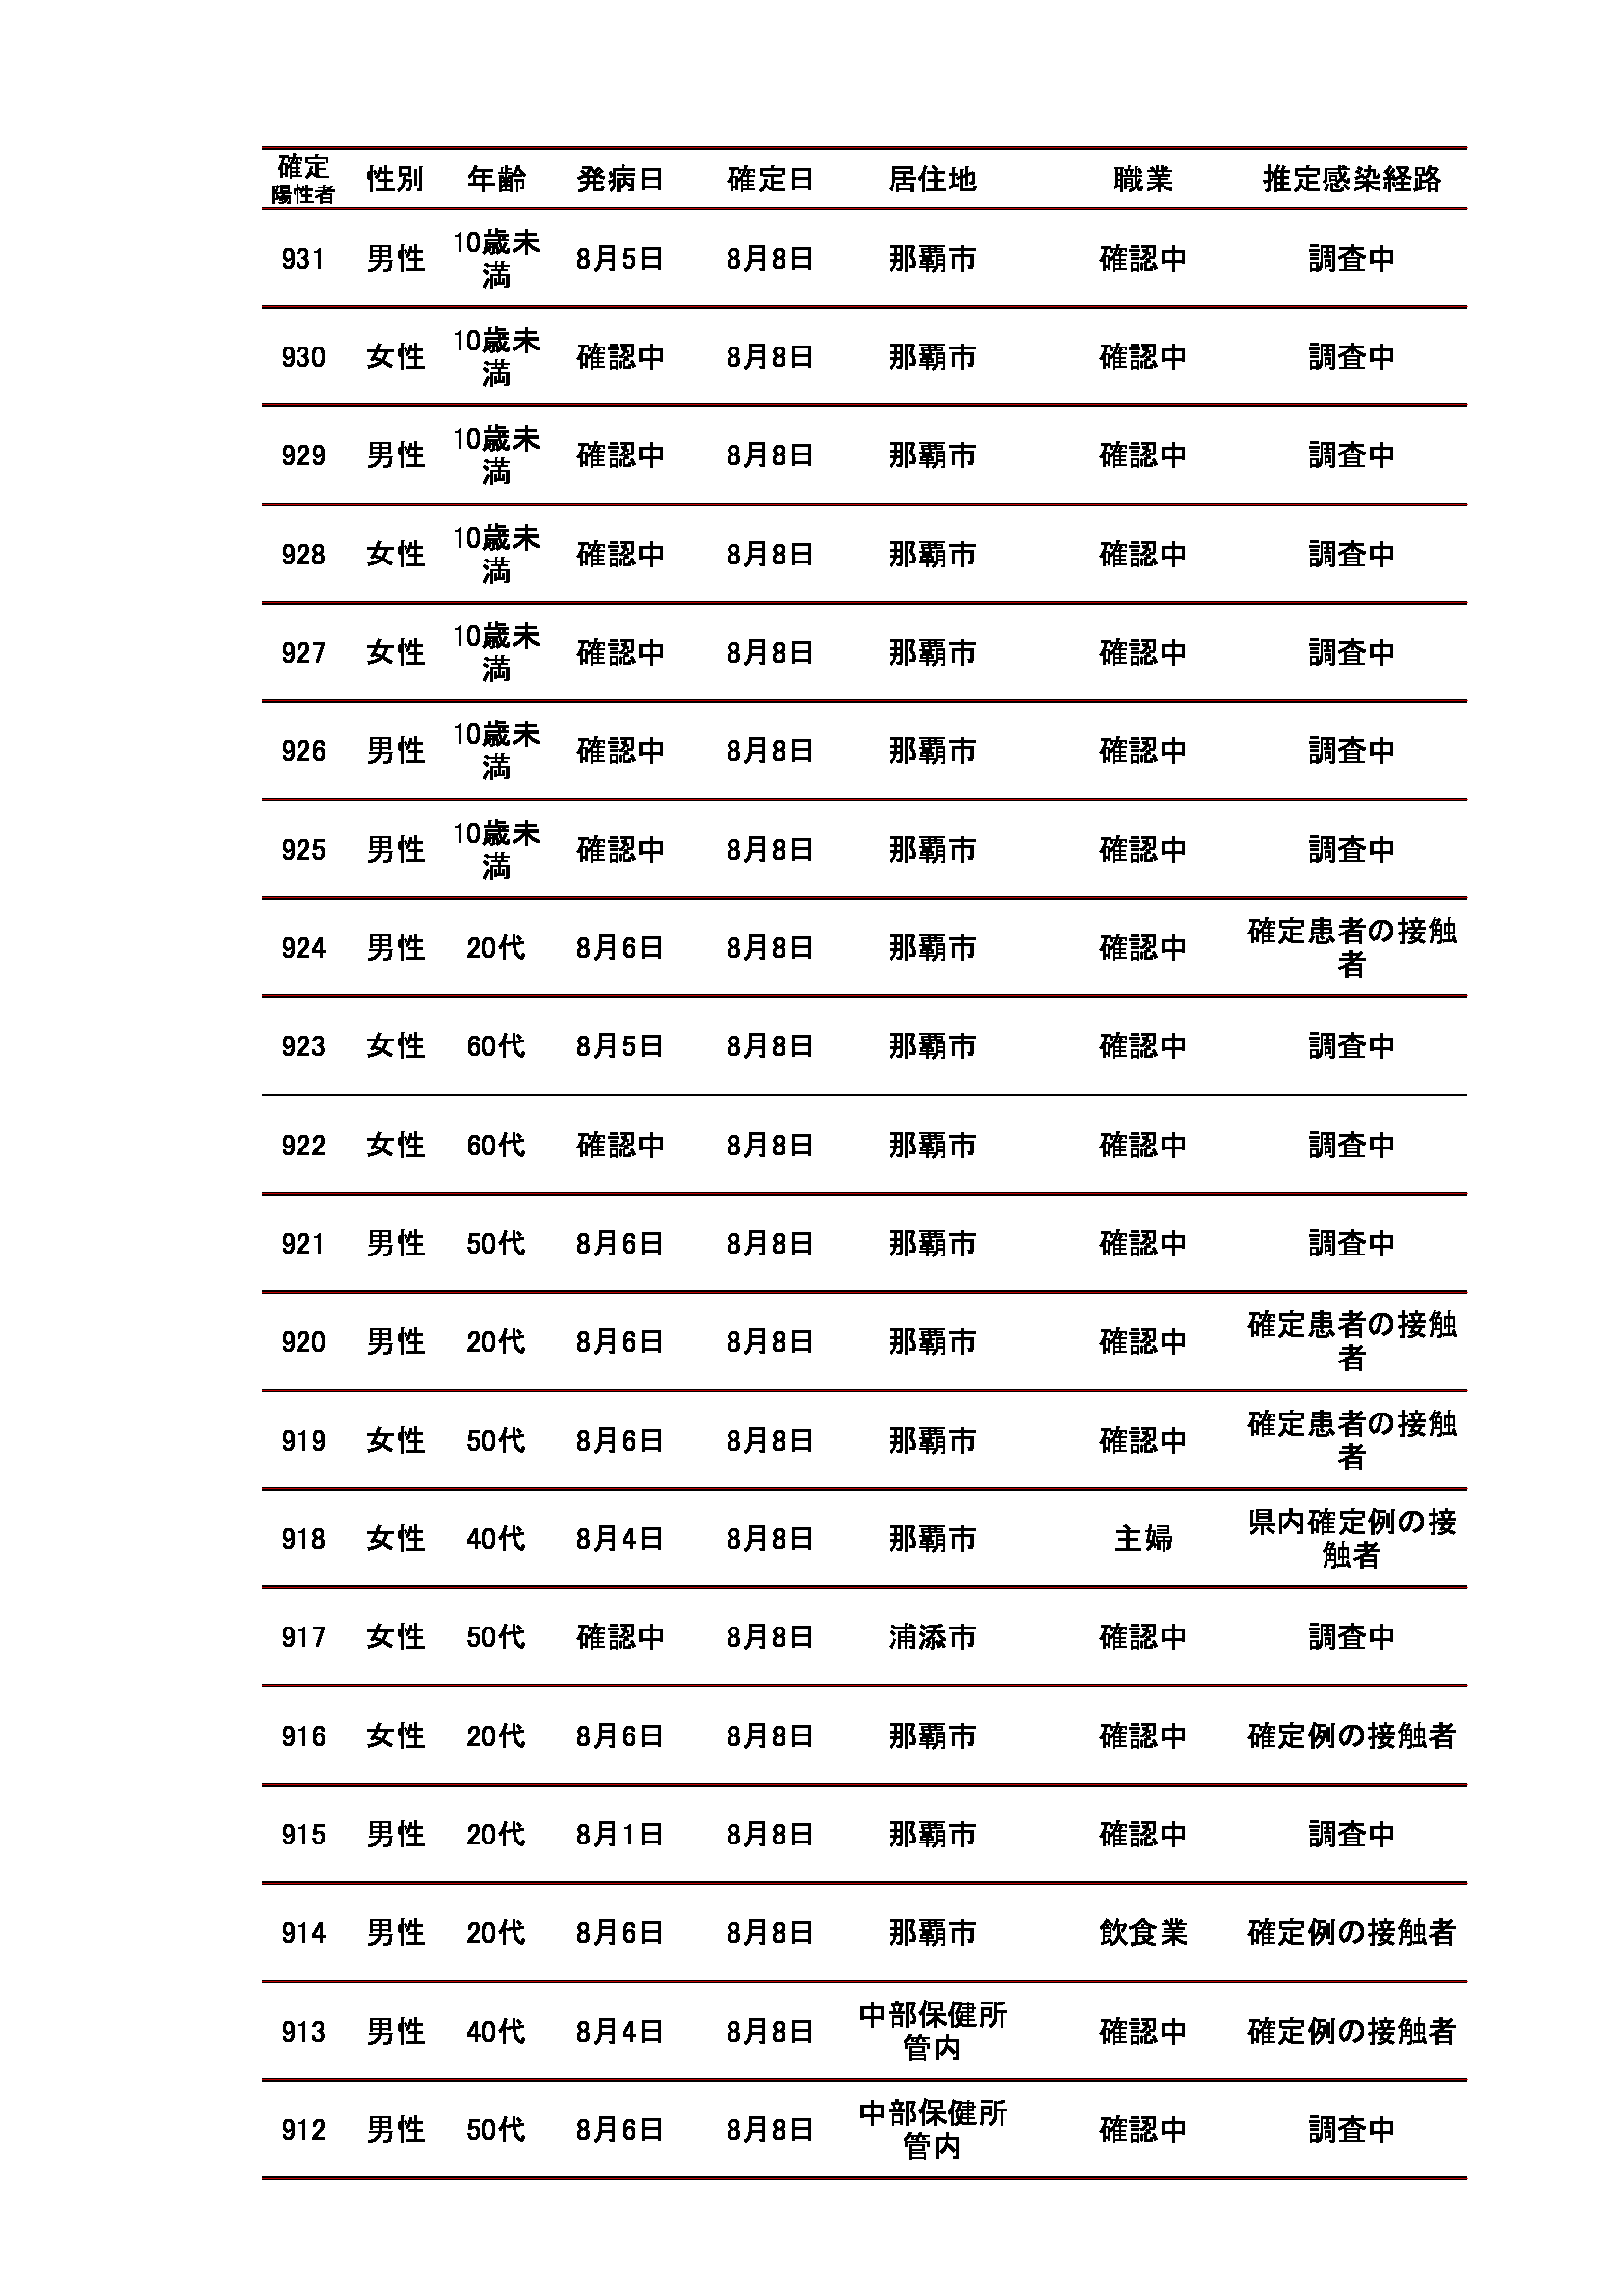 確定 性別 年齢 発病日 確定日 居住地 職業 推定感染経路
陽性者
931 男性 10歳未 8月5日 8月8日 那覇市 確認中 調査中
満
930 女性 10歳未 確認中 8月8日 那覇市 確認中 調査中
満
929 男性 10歳未 確認中 8月8日 那覇市 確認中 調査中
満
928 女性 10歳未 確認中 8月8日 那覇市 確認中 調査中
満
927 女性 10歳未 確認中 8月8日 那覇市 確認中 調査中
満
926 男性 10歳未 確認中 8月8日 那覇市 確認中 調査中
満
925 男性 10歳未 確認中 8月8日 那覇市 確認中 調査中
満
924 男性 20代 8月6日 8月8日 那覇市 確認中 確定患者の接触
者
923 女性 60代 8月5日 8月8日 那覇市 確認中 調査中
922 女性 60代 確認中 8月8日 那覇市 確認中 調査中
921 男性 50代 8月6日 8月8日 那覇市 確認中 調査中
920 男性 20代 8月6日 8月8日 那覇市 確認中 確定患者の接触
者
919 女性 50代 8月6日 8月8日 那覇市 確認中 確定患者の接触
者
918 女性 40代 8月4日 8月8日 那覇市 主婦 県内確定例の接
触者
917 女性 50代 確認中 8月8日 浦添市 確認中 調査中
916 女性 20代 8月6日 8月8日 那覇市 確認中 確定例の接触者
915 男性 20代 8月1日 8月8日 那覇市 確認中 調査中
914 男性 20代 8月6日 8月8日 那覇市 飲食業 確定例の接触者
913 男性 40代 8月4日 8月8日 中部保健所 確認中 確定例の接触者
管内
912 男性 50代 8月6日 8月8日 中部保健所 確認中 調査中
管内